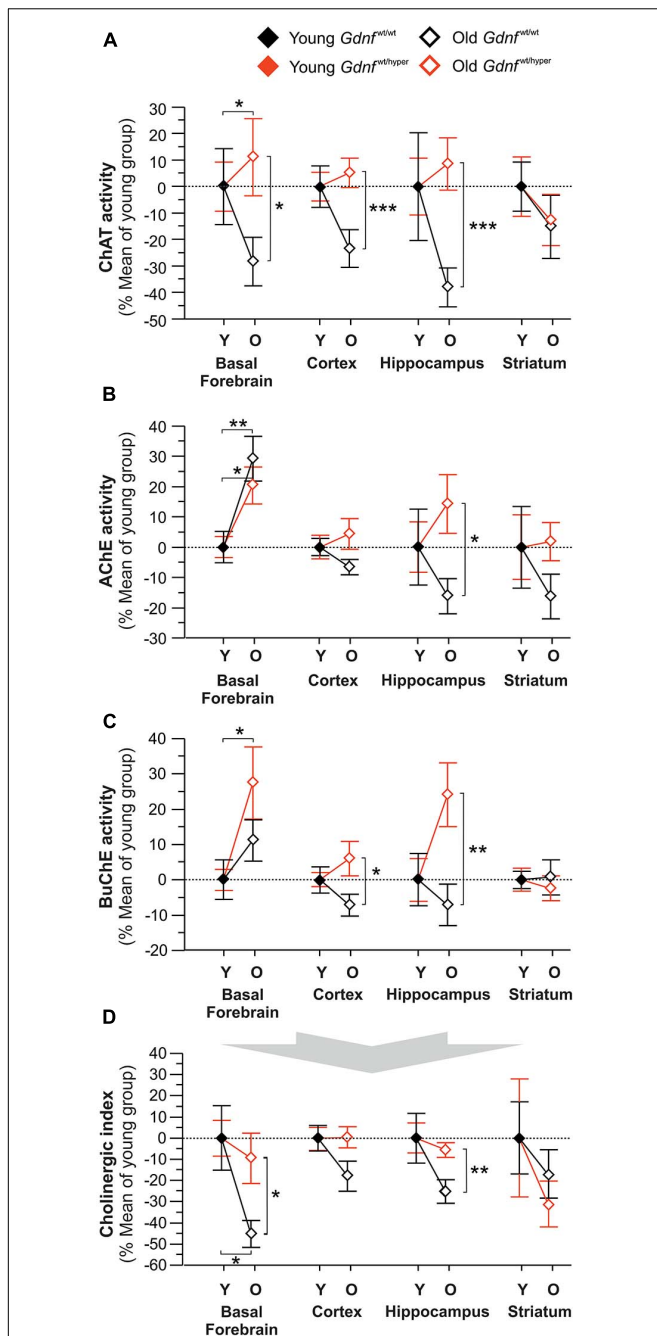 A
Young Gdnf^wt/wt Old Gdnf^wt/wt
Young Gdnf^wt/hyper Old Gdnf^wt/hyper
ChAT activity
(% Mean of young group)
30
20
10
0
-10
-20
-30
-40
-50
*
*
***
***
Y O Y O Y O Y O
Basal Forebrain
Cortex
Hippocampus
Striatum
B
AChE activity
(% Mean of young group)
40
30
20
10
0
-10
-20
-30
**
*
*
Y O Y O Y O Y O
Basal Forebrain
Cortex
Hippocampus
Striatum
C
BuChE activity
(% Mean of young group)
40
30
20
10
0
-10
-20
*
*
**
Y O Y O Y O Y O
Basal Forebrain
Cortex
Hippocampus
Striatum
D
Cholinergic index
(% Mean of young group)
40
30
20
10
0
-10
-20
-30
-40
-50
-60
*
*
**
Y O Y O Y O Y O
Basal Forebrain
Cortex
Hippocampus
Striatum